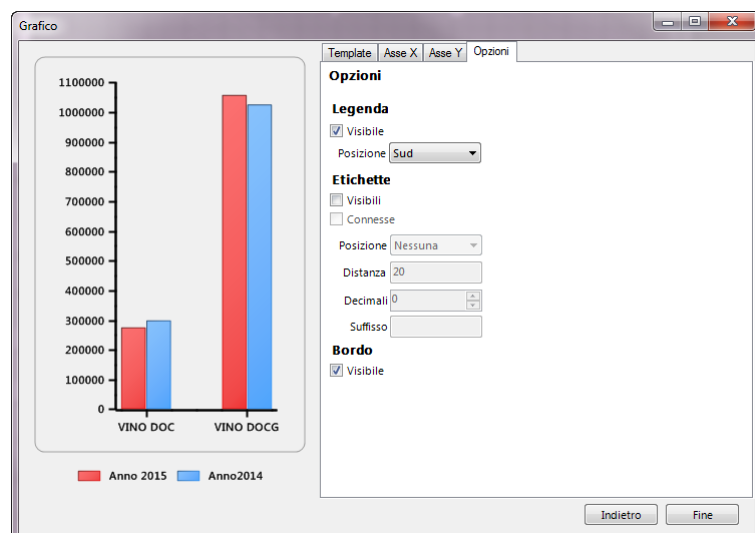 Grafico
Template Asse X Asse Y Opzioni
Opzioni
Legenda
Visibile
Posizione Sud
Etichette
Visibili
Connesse
Posizione Nessuna
Distanza 20
Decimali 0
Suffisso
Bordo
Visibile
1100000
1000000
900000
800000
700000
600000
500000
400000
300000
200000
100000
0
VINO DOC VINO DOCG
Anno 2015 Anno2014
Indietro Fine